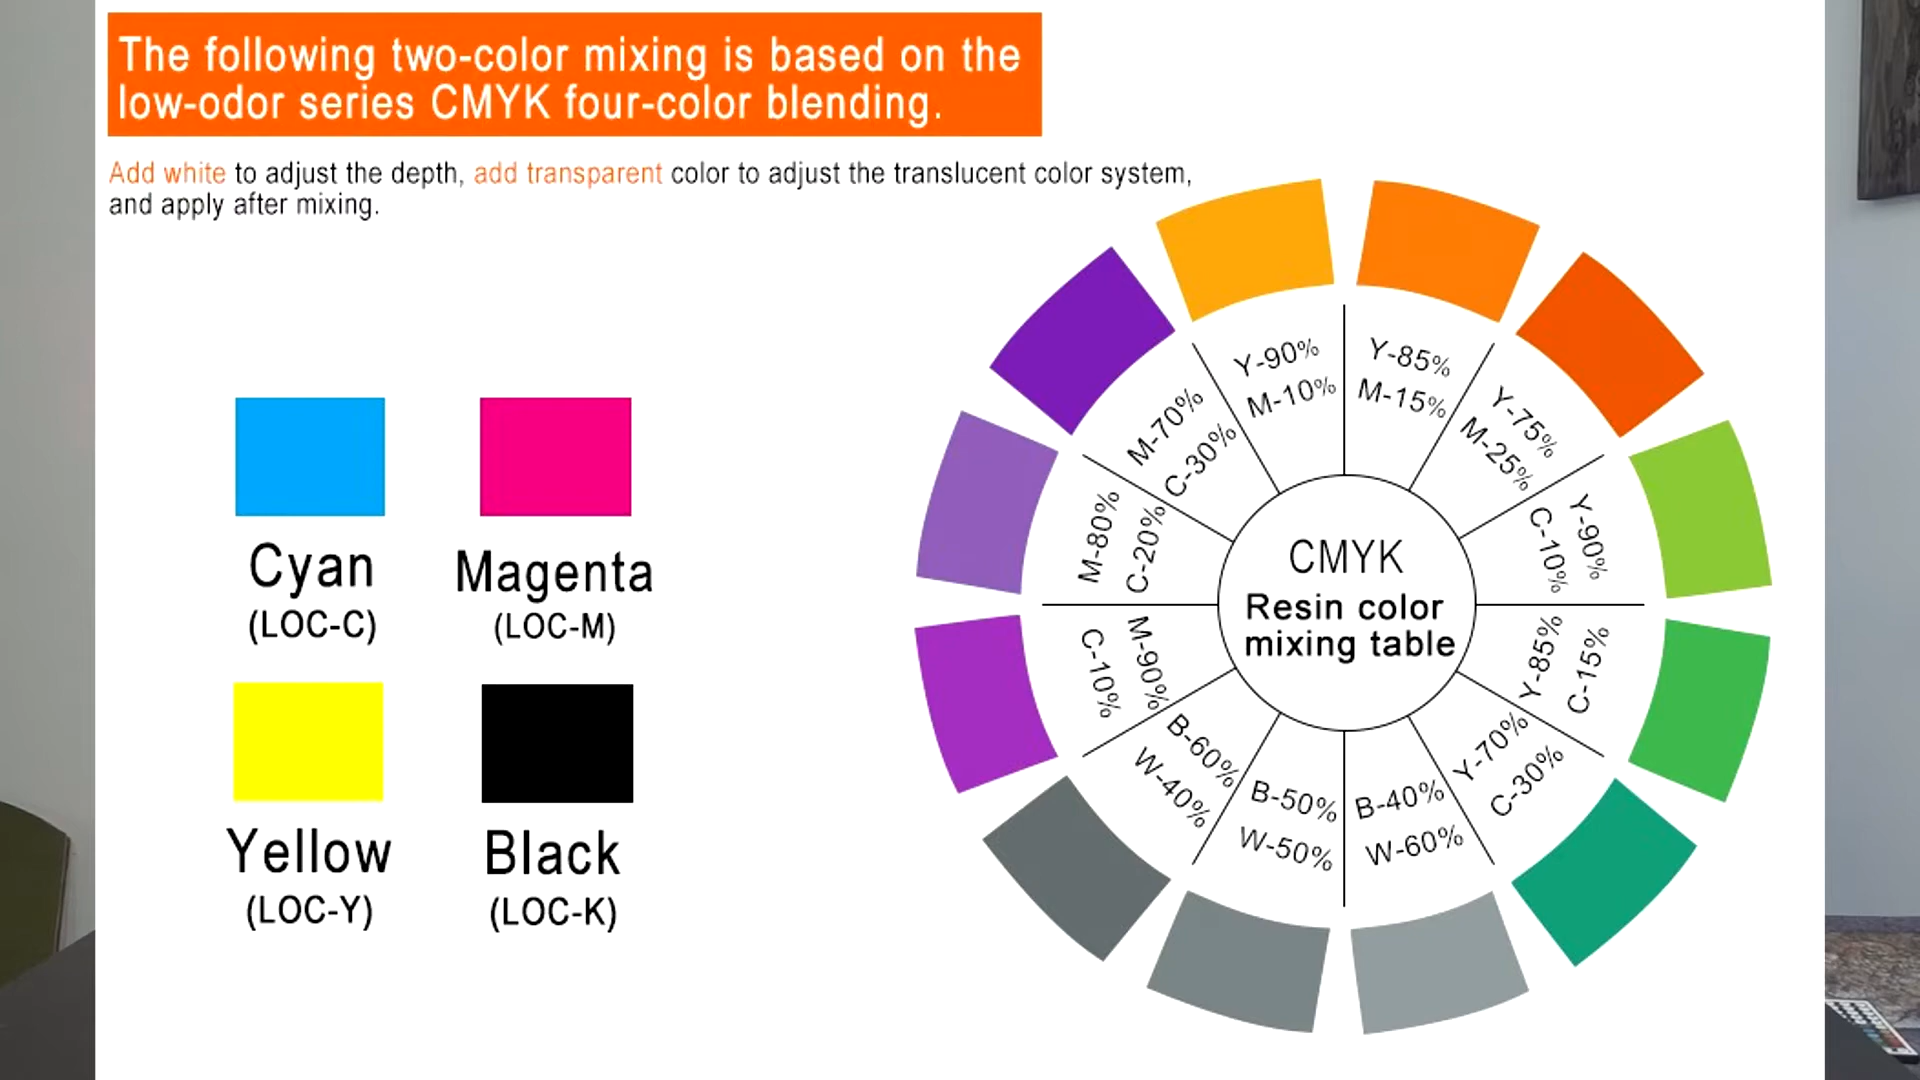 The following two-color mixing is based on the
low-odor series CMYK four-color blending.
Add white to adjust the depth, add transparent color to adjust the translucent color system,
and apply after mixing.
Cyan
(LOC-C)
Magenta
(LOC-M)
Yellow
(LOC-Y)
Black
(LOC-K)
CMYK
Resin color
mixing table
Y-90%
M-10%
Y-85%
M-15%
Y-75%
M-25%
Y-90%
C-10%
Y-85%
C-15%
Y-70%
C-30%
B-40%
W-60%
B-50%
W-50%
B-60%
W-40%
M-90%
C-10%
M-80%
C-20%
M-70%
C-30%